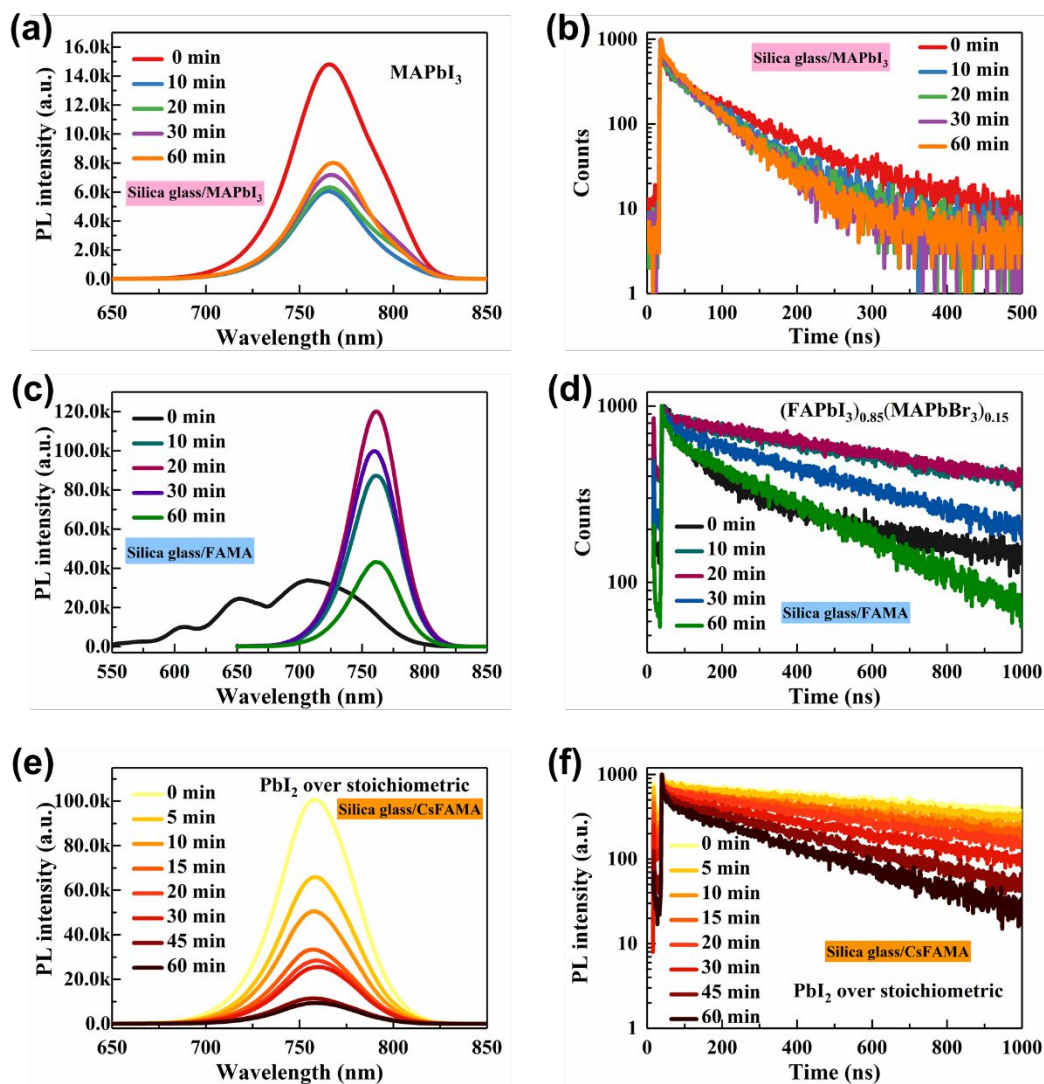 (a)
16.0k
14.0k
12.0k
10.0k
8.0k
6.0k
4.0k
2.0k
0.0
PL intensity (a.u.)
0 min
10 min
20 min
30 min
60 min
MAPbI₃
Silica glass/MAPbI₃
650 700 750 800 850
Wavelength (nm)
(b)
1000
100
10
1
Counts
Silica glass/MAPbI₃
0 min
10 min
20 min
30 min
60 min
0 100 200 300 400 500
Time (ns)
(c)
120.0k
100.0k
80.0k
60.0k
40.0k
20.0k
0.0
PL intensity (a.u.)
0 min
10 min
20 min
30 min
60 min
Silica glass/FAMA
550 600 650 700 750 800 850
Wavelength (nm)
(d)
1000
100
Counts
(FAPbI₃)₀.₈₅(MAPbBr₃)₀.₁₅
0 min
10 min
20 min
30 min
60 min
Silica glass/FAMA
0 200 400 600 800 1000
Time (ns)
(e)
100.0k
80.0k
60.0k
40.0k
20.0k
0.0
PL intensity (a.u.)
PbI₂ over stoichiometric
Silica glass/CsFAMA
0 min
5 min
10 min
15 min
20 min
30 min
45 min
60 min
650 700 750 800 850
Wavelength (nm)
(f)
1000
100
10
1
PL intensity (a.u.)
0 min
5 min
10 min
15 min
20 min
30 min
45 min
60 min
Silica glass/CsFAMA
PbI₂ over stoichiometric
0 200 400 600 800 1000
Time (ns)